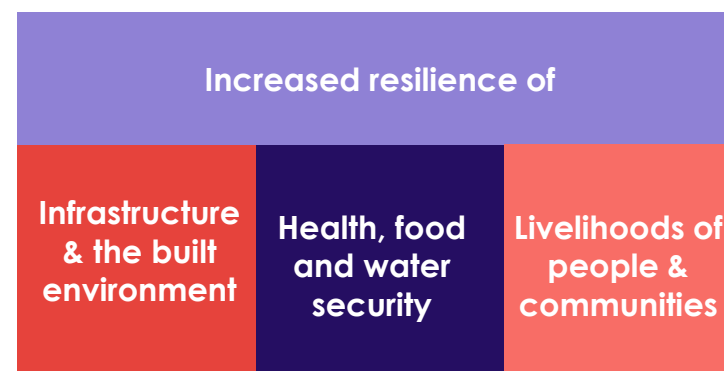 Increased resilience of
Infrastructure
& the built
environment
Health, food
and water
security
Livelihoods of
people &
communities